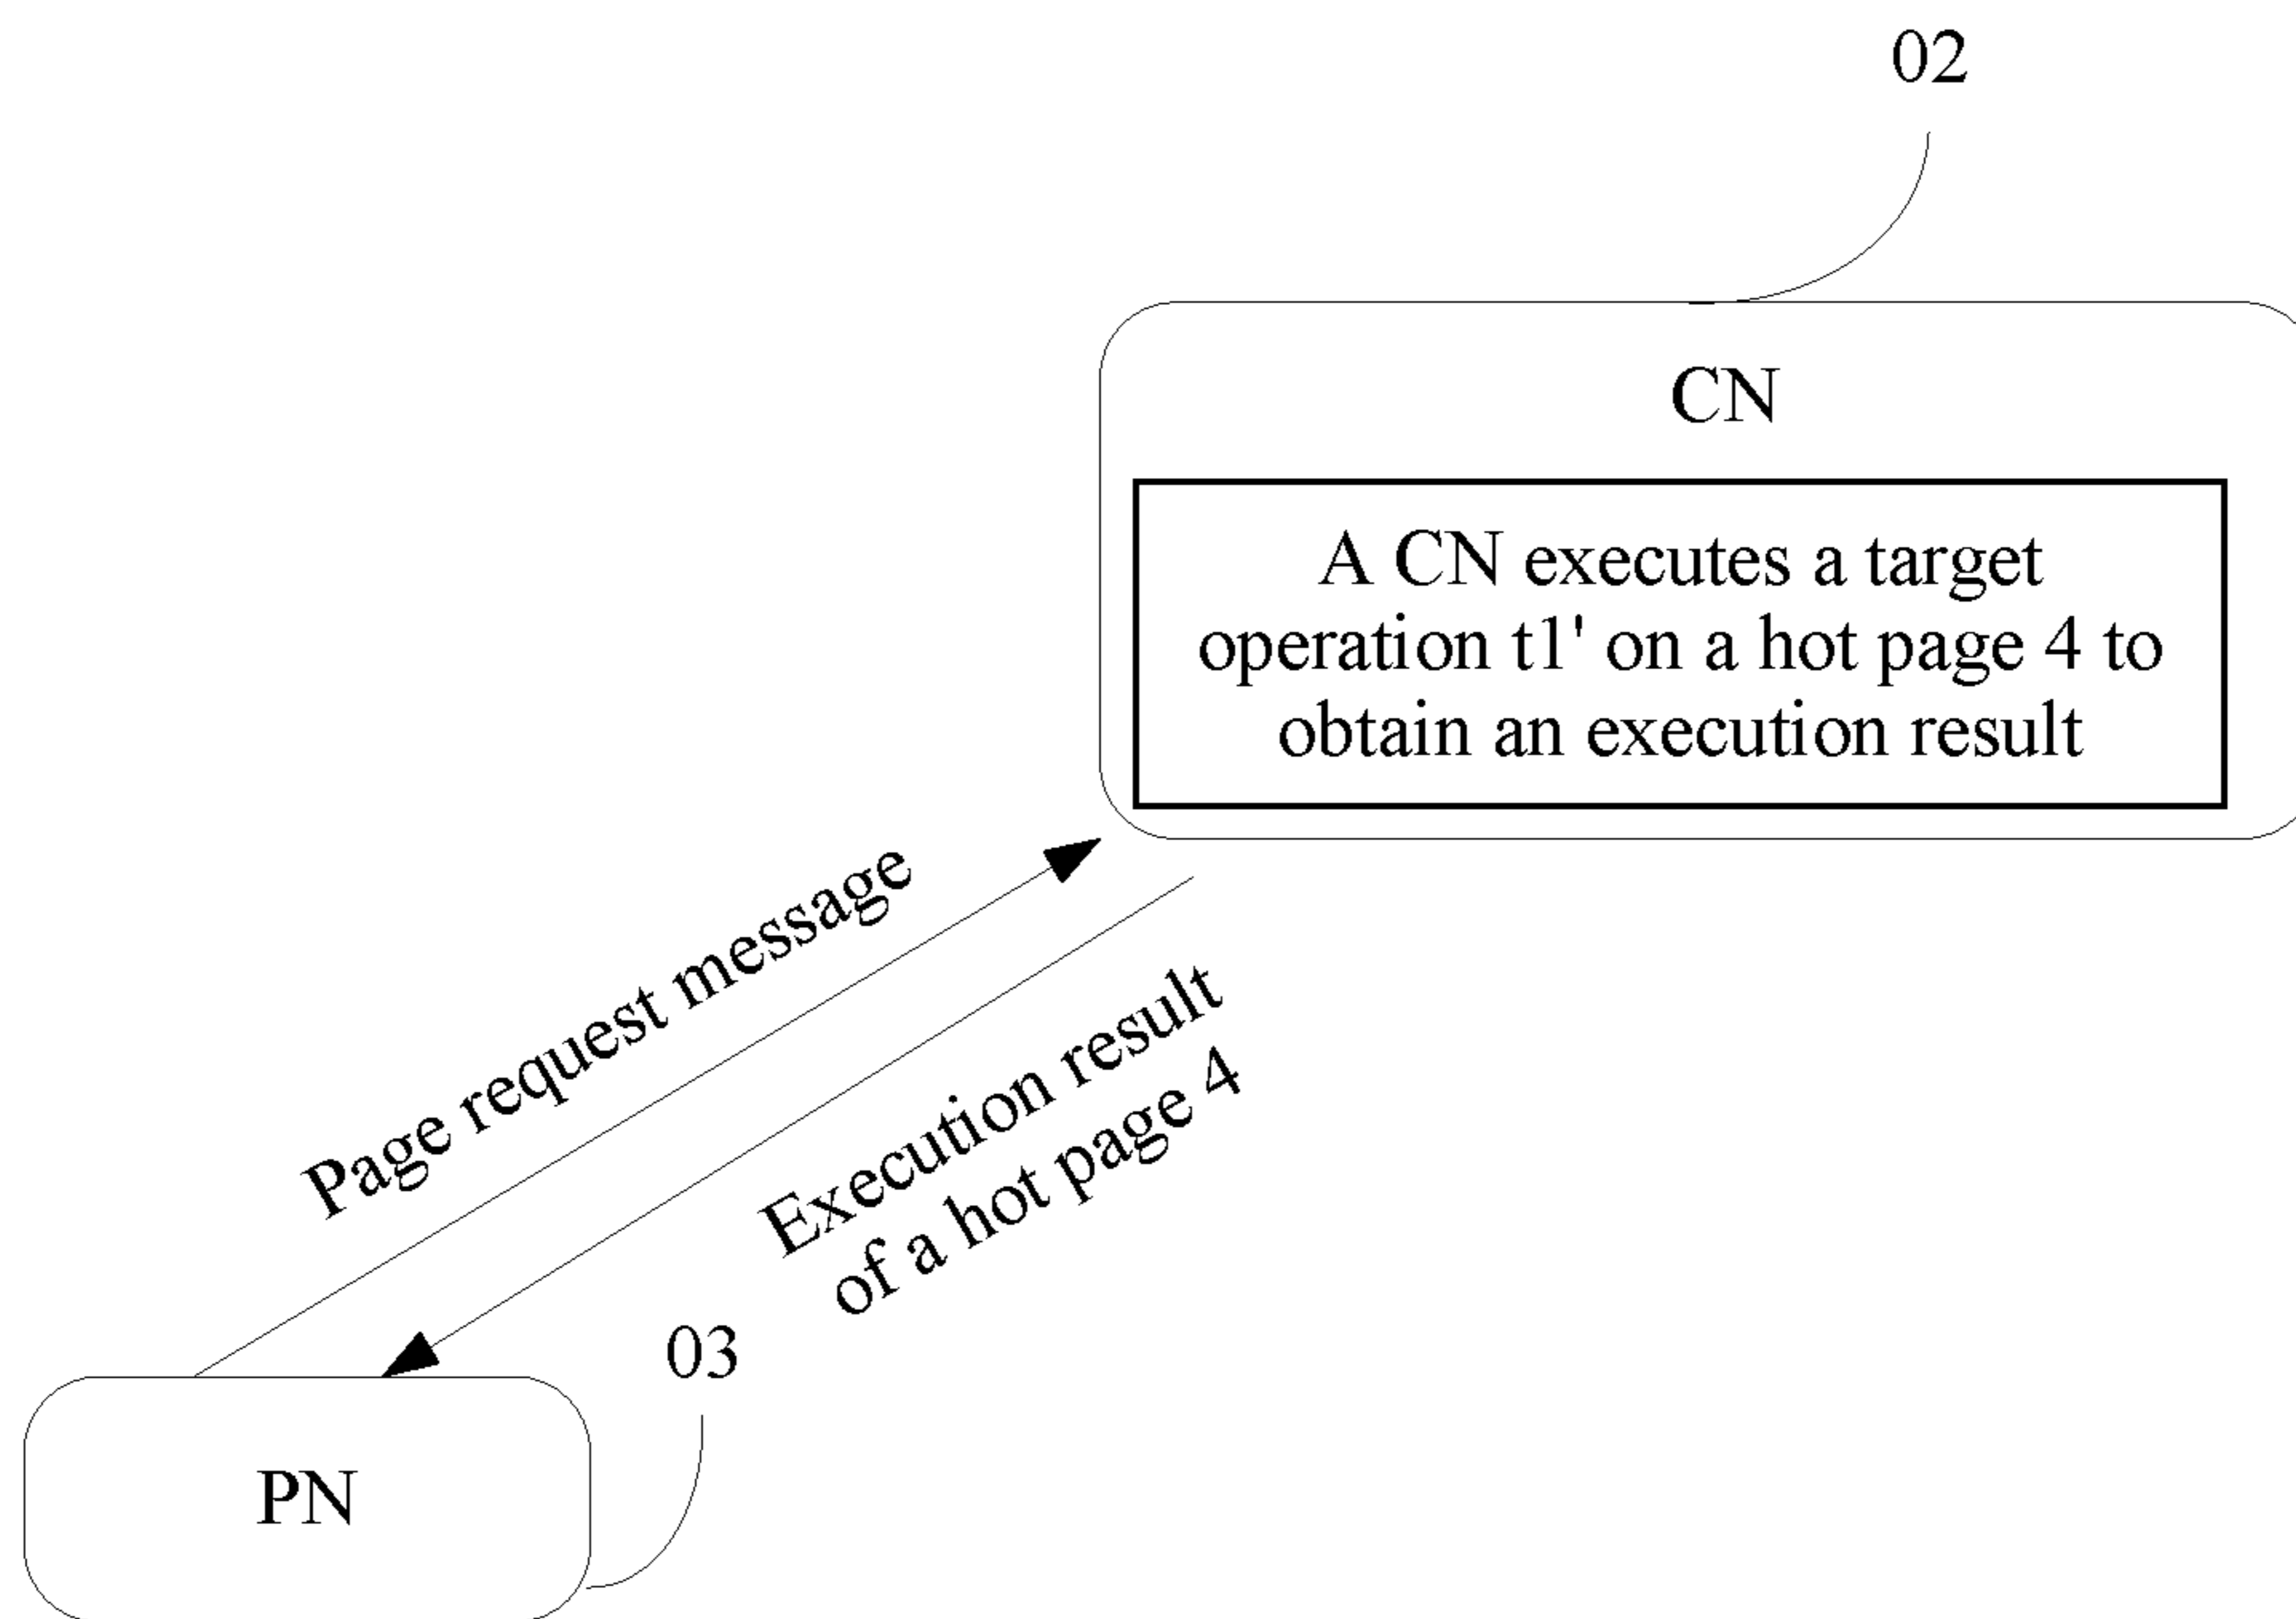 02
CN
A CN executes a target
operation t1' on a hot page 4 to
obtain an execution result
Page request message
Execution result
of a hot page 4
03
PN